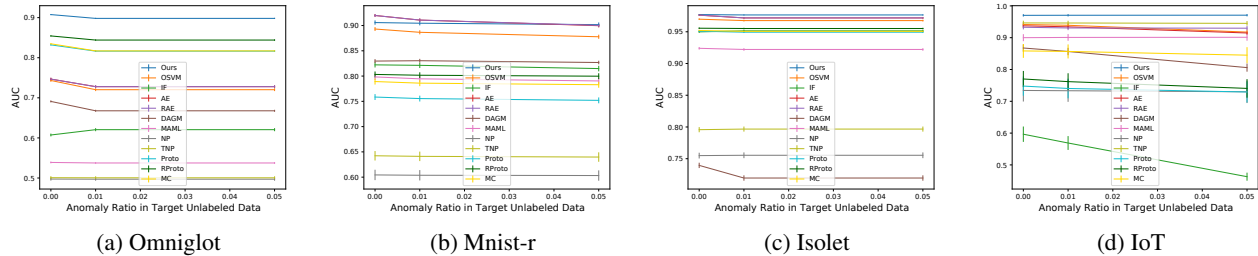 0.9
0.8
0.7
0.6
0.5
AUC
Ours
OSVM
IF
AE
RAE
DAGM
MAML
NP
TNP
Proto
RProto
MC
0.00 0.01 0.02 0.03 0.04 0.05
Anomaly Ratio in Target Unlabeled Data
(a) Omniglot
0.90
0.85
0.80
0.75
0.70
0.65
0.60
AUC
Ours
OSVM
IF
AE
RAE
DAGM
MAML
NP
TNP
Proto
RProto
MC
0.00 0.01 0.02 0.03 0.04 0.05
Anomaly Ratio in Target Unlabeled Data
(b) Mnist-r
0.95
0.90
0.85
0.80
0.75
AUC
Ours
OSVM
IF
AE
RAE
DAGM
MAML
NP
TNP
Proto
RProto
MC
0.00 0.01 0.02 0.03 0.04 0.05
Anomaly Ratio in Target Unlabeled Data
(c) Isolet
1.0
0.9
0.8
0.7
0.6
0.5
AUC
Ours
OSVM
IF
AE
RAE
DAGM
MAML
NP
TNP
Proto
RProto
MC
0.00 0.01 0.02 0.03 0.04 0.05
Anomaly Ratio in Target Unlabeled Data
(d) IoT